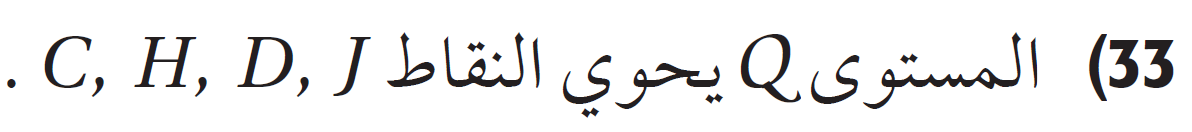 33) المستوى Q يحوي النقاط C, H, D, J .